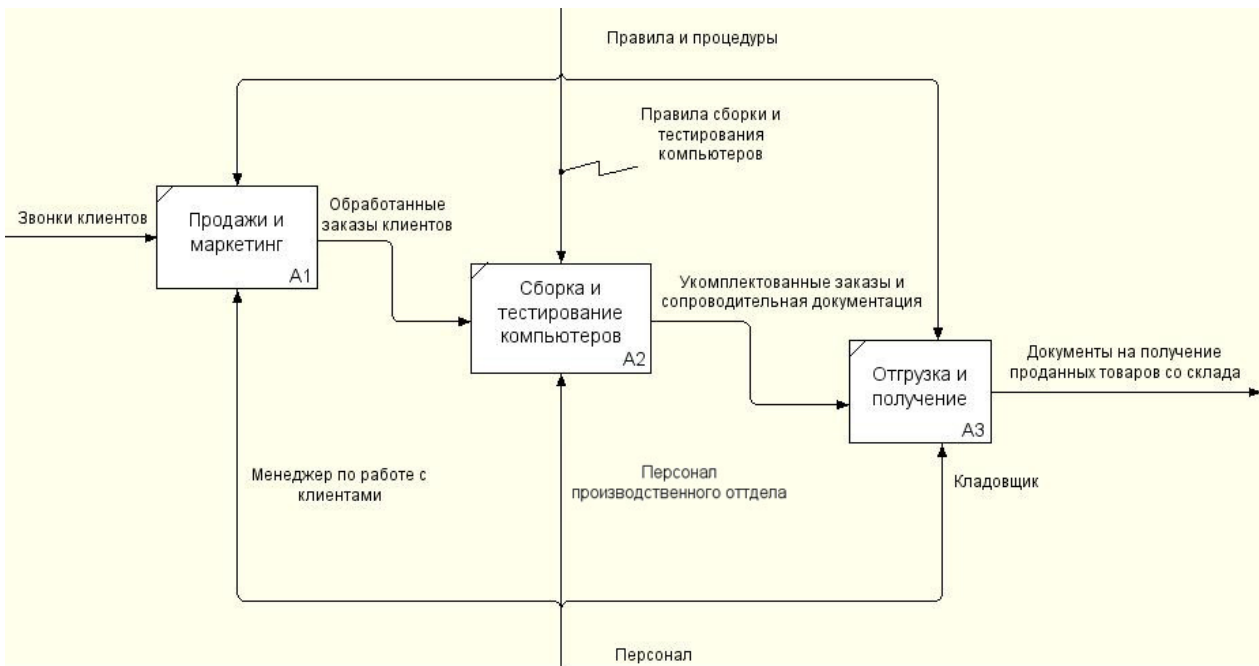 Правила и процедуры
Правила сборки и
тестирования
компьютеров
Звонки клиентов
Продажи и
маркетинг
A1
Обработанные
заказы клиентов
Сборка и
тестирование
компьютеров
A2
Укомплектованные заказы и
сопроводительная документация
Отгрузка и
получение
A3
Документы на получение
проданных товаров со склада
Менеджер по работе с
клиентами
Персонал
производственного оттдела
Кладовщик
Персонал